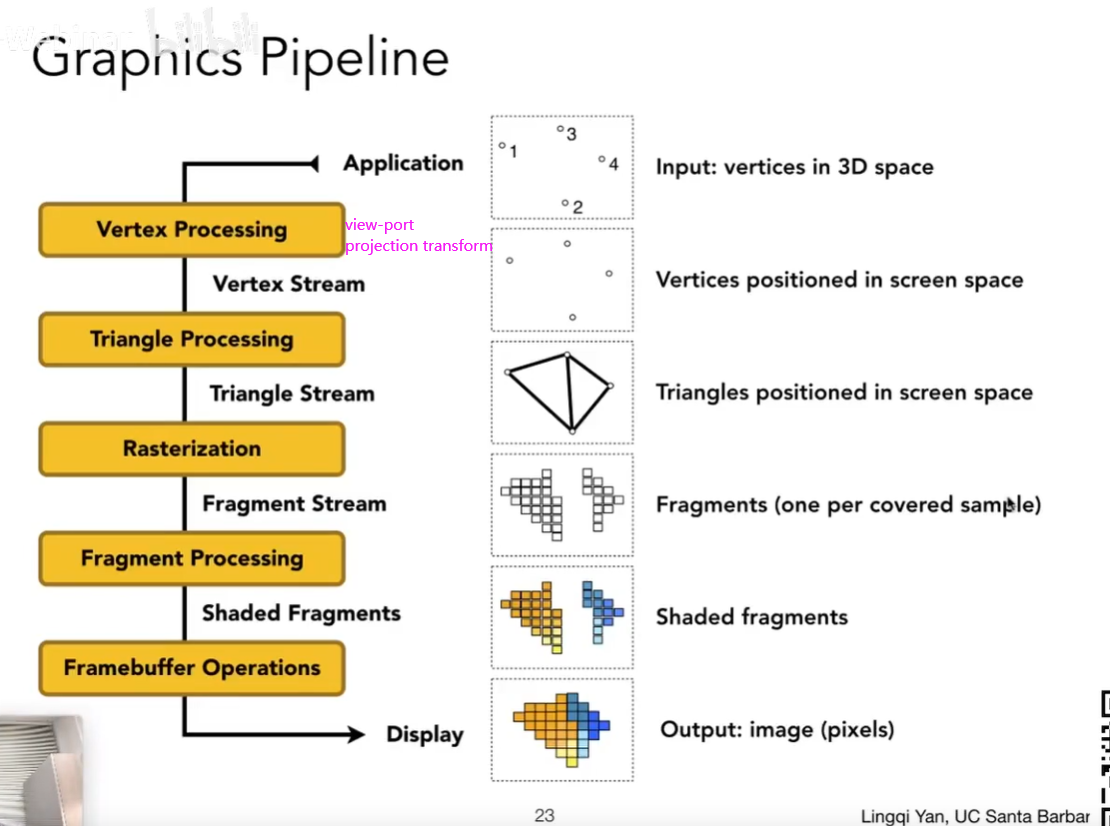 Webinar bilibili
Graphics Pipeline
Application
Vertex Processing
view-port
projection transform
Vertex Stream
Triangle Processing
Triangle Stream
Rasterization
Fragment Stream
Fragment Processing
Shaded Fragments
Framebuffer Operations
Display
1
3
4
2
Input: vertices in 3D space
Vertices positioned in screen space
Triangles positioned in screen space
Fragments (one per covered sample)
Shaded fragments
Output: image (pixels)
23
Lingqi Yan, UC Santa Barbar